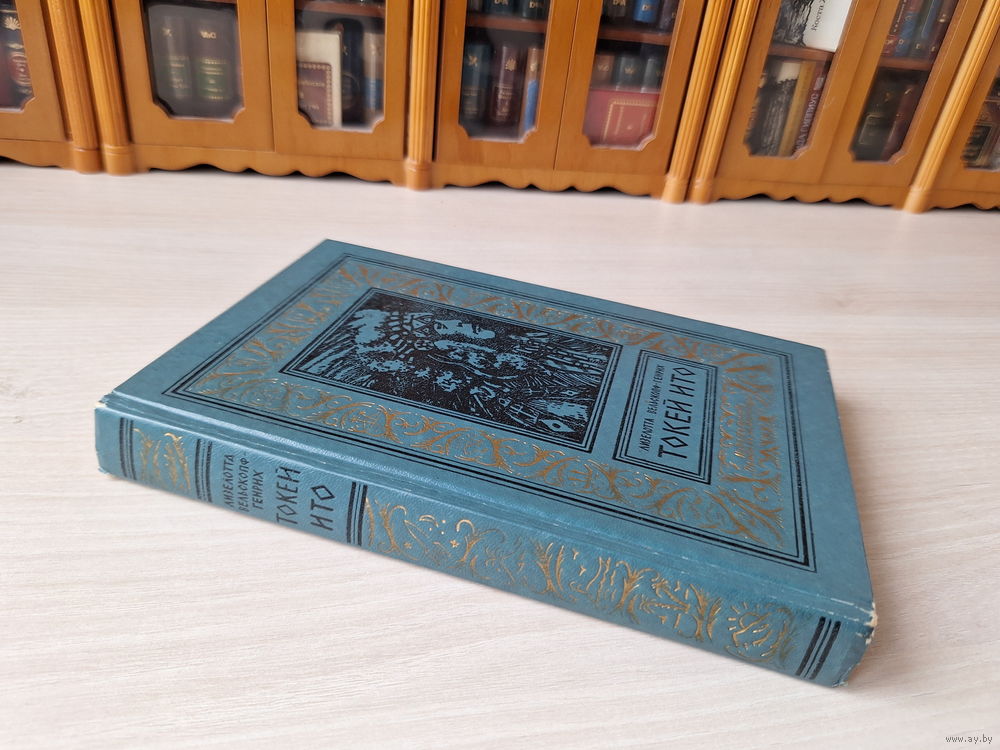 ЛИЗЕЛОТТА ВЕЛЬСКОПФ-ГЕНРИХ
ТОКЕЙ ИТО
ЛИЗЕЛОТТА
ВЕЛЬСКОПФ-
ГЕНРИХ
ТОКЕЙ
ИТО
www.ay.by